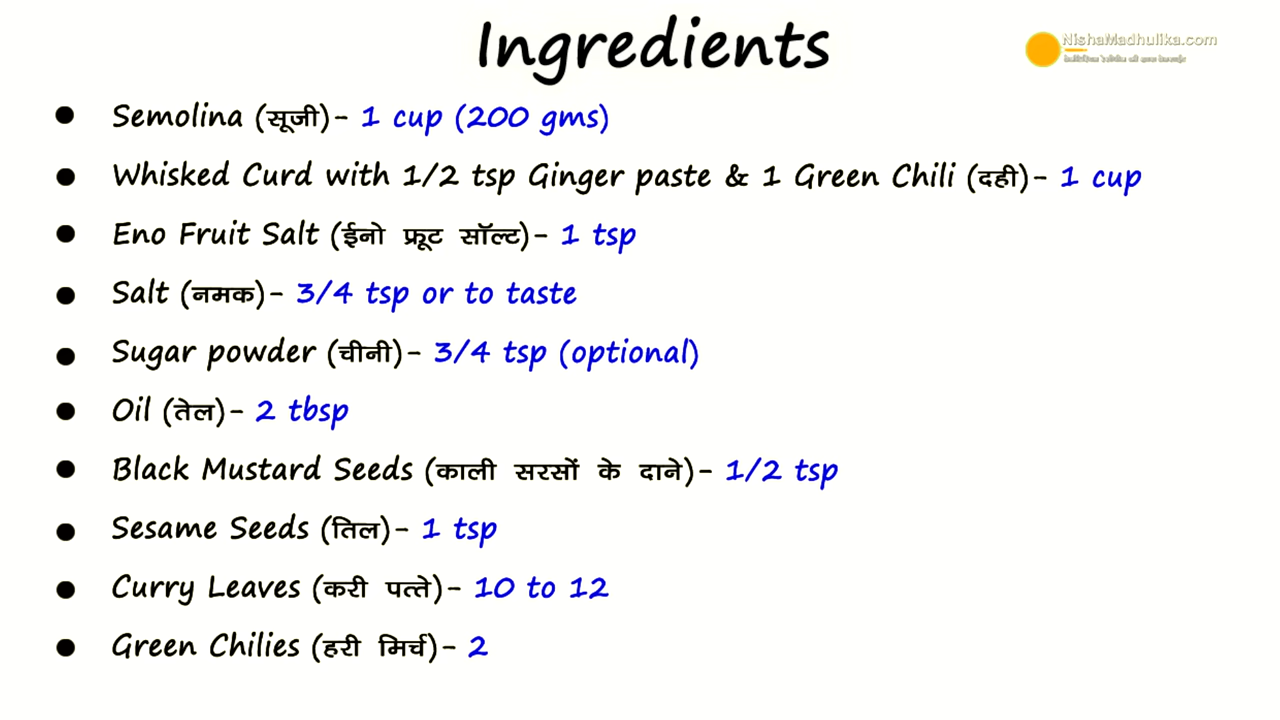 Ingredients
NishaMadhulika.com
● Semolina (सूजी)- 1 cup (200 gms)
● Whisked Curd with 1/2 tsp Ginger paste & 1 Green Chili (दही)- 1 cup
● Eno Fruit Salt (ईनो फ्रूट सॉल्ट)- 1 tsp
● Salt (नमक)- 3/4 tsp or to taste
● Sugar powder (चीनी)- 3/4 tsp (optional)
● Oil (तेल)- 2 tbsp
● Black Mustard Seeds (काली सरसों के दाने)- 1/2 tsp
● Sesame Seeds (तिल)- 1 tsp
● Curry Leaves (करी पत्ते)- 10 to 12
● Green Chilies (हरी मिर्च)- 2